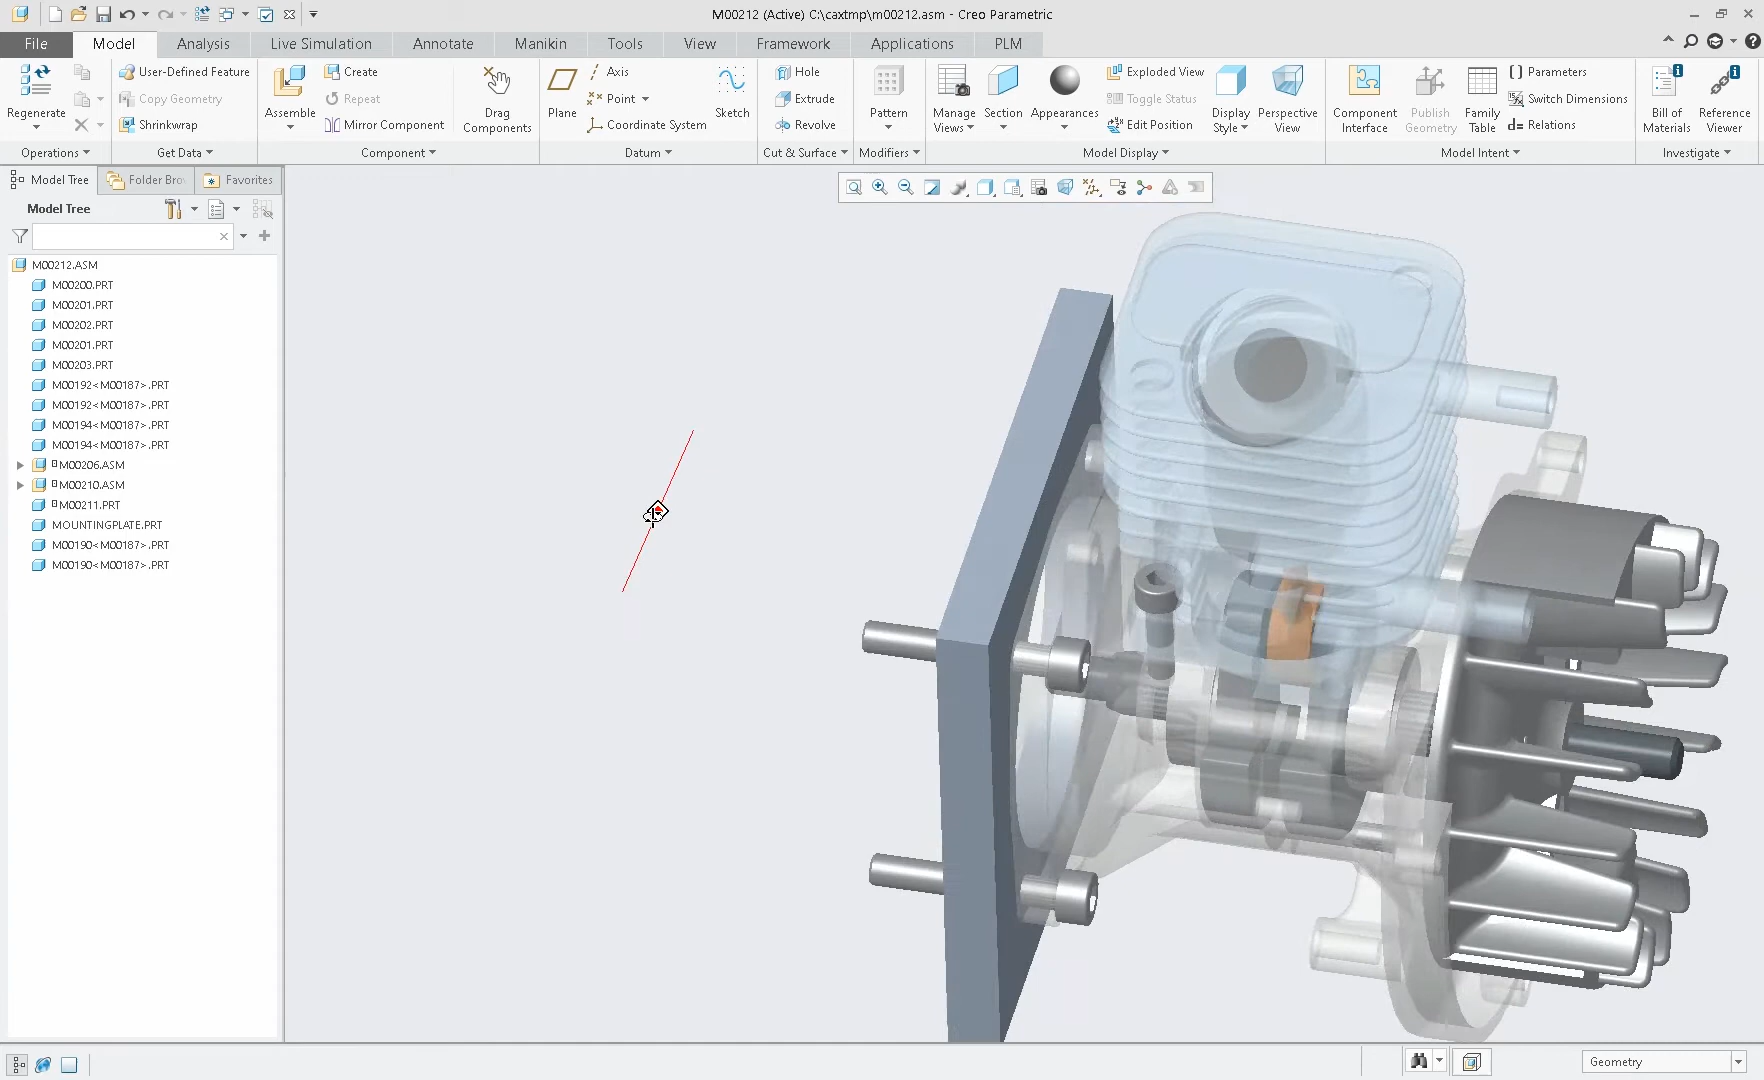 M00212 (Active) C:\caxtmp\m00212.asm - Creo Parametric
File Model Analysis Live Simulation Annotate Manikin Tools View Framework Applications PLM
Regenerate
User-Defined Feature
Copy Geometry
Shrinkwrap
Assemble
Create
Repeat
Mirror Component
Drag
Components
Plane
Axis
Point
Coordinate System
Sketch
Hole
Extrude
Revolve
Pattern
Manage
Views
Section
Appearances
Exploded View
Toggle Status
Edit Position
Display
Style
Perspective
View
Component
Interface
Publish
Geometry
Family
Table
Parameters
Switch Dimensions
Relations
Bill of
Materials
Reference
Viewer
Operations Get Data Component Datum Cut & Surface Modifiers Model Display Model Intent Investigate
Model Tree Folder Bro Favorites
Model Tree
M00212.ASM
M00200.PRT
M00201.PRT
M00202.PRT
M00201.PRT
M00203.PRT
M00192<M00187>.PRT
M00192<M00187>.PRT
M00194<M00187>.PRT
M00194<M00187>.PRT
M00206.ASM
M00210.ASM
M00211.PRT
MOUNTINGPLATE.PRT
M00190<M00187>.PRT
M00190<M00187>.PRT
Geometry